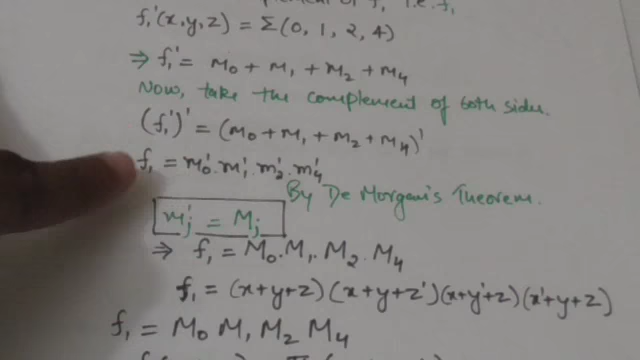 f₁ i.e. f₁
f₁'(x,y,z) = Σ(0, 1, 2, 4)
⇒ f₁' = m₀ + m₁ + m₂ + m₄
Now, take the complement of both sides.
(f₁')' = (m₀ + m₁ + m₂ + m₄)'
f₁ = m₀'. m₁'. m₂'. m₄'
By De Morgan's Theorem.
mⱼ' = Mⱼ
⇒ f₁ = M₀. M₁. M₂. M₄
f₁ = (x+y+z) (x+y+z') (x+y'+z) (x'+y+z)
f₁ = M₀ M₁ M₂ M₄